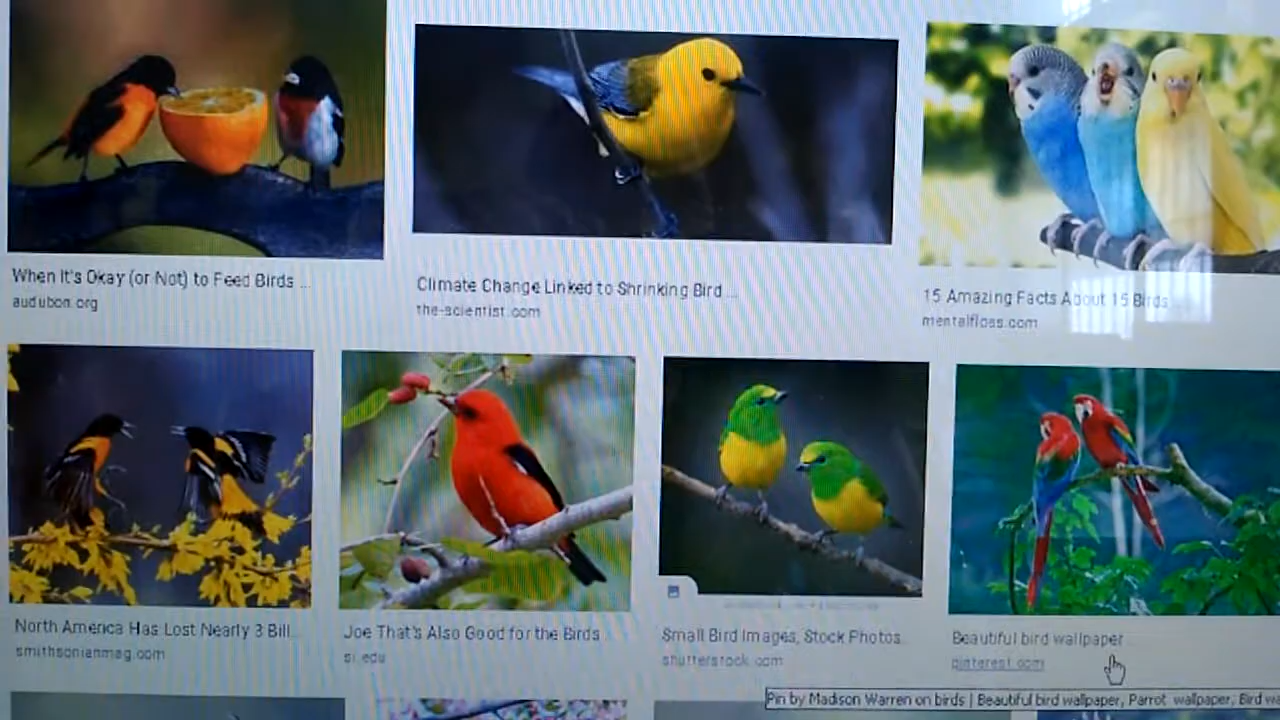 When It's Okay (or Not) to Feed Birds ...
audubon.org
Climate Change Linked to Shrinking Bird ...
the-scientist.com
15 Amazing Facts About 15 Birds
mentalfloss.com
North America Has Lost Nearly 3 Bill...
smithsonianmag.com
Joe That's Also Good for the Birds
si.edu
Small Bird Images, Stock Photos
shutterstock.com
Beautiful bird wallpaper
pinterest.com
Pin by Madison Warren on birds | Beautiful bird wallpaper, Parrot wallpaper, Bird